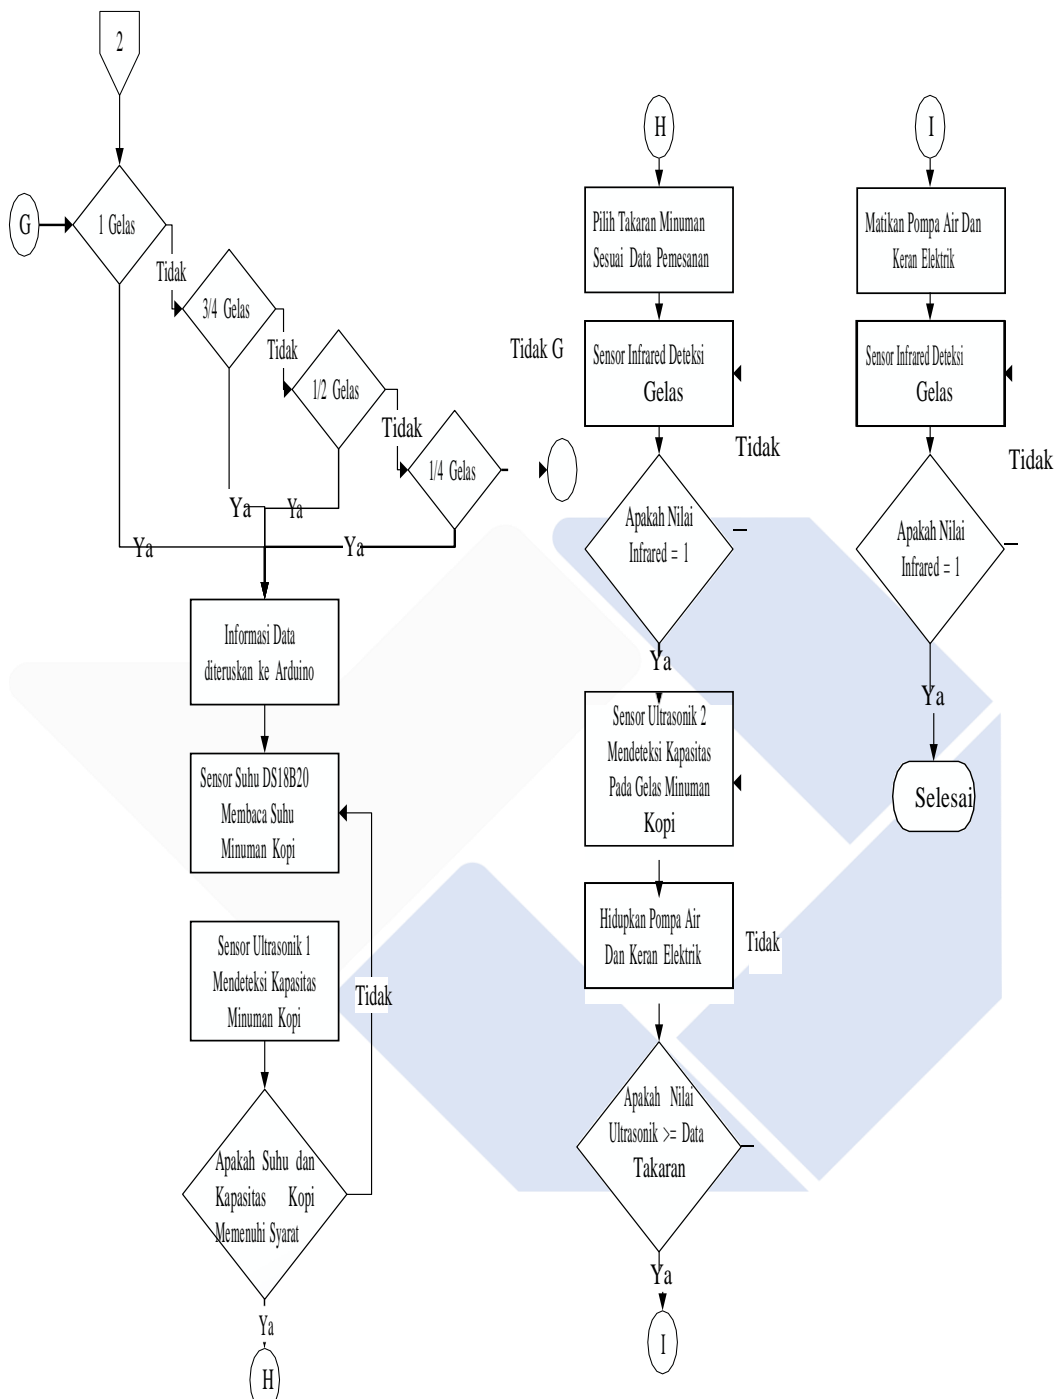 2
G
1 Gelas
Tidak
3/4 Gelas
Tidak
1/2 Gelas
Tidak
1/4 Gelas
Tidak G
Ya
Ya
Ya
Ya
Informasi Data
diteruskan ke Arduino
Sensor Suhu DS18B20
Membaca Suhu
Minuman Kopi
Sensor Ultrasonik 1
Mendeteksi Kapasitas
Minuman Kopi
Tidak
Apakah Suhu dan
Kapasitas Kopi
Memenuhi Syarat
Ya
H
H
Pilih Takaran Minuman
Sesuai Data Pemesanan
Sensor Infrared Deteksi
Gelas
Tidak
Apakah Nilai
Infrared = 1
Ya
Sensor Ultrasonik 2
Mendeteksi Kapasitas
Pada Gelas Minuman
Kopi
Hidupkan Pompa Air
Dan Keran Elektrik
Tidak
Apakah Nilai
Ultrasonik >= Data
Takaran
Ya
I
I
Matikan Pompa Air Dan
Keran Elektrik
Sensor Infrared Deteksi
Gelas
Tidak
Apakah Nilai
Infrared = 1
Ya
Selesai